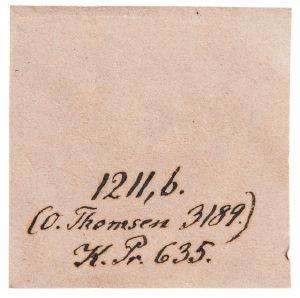 1211,b.
(O. Thomsen 3189.)
K. Pr. 635.